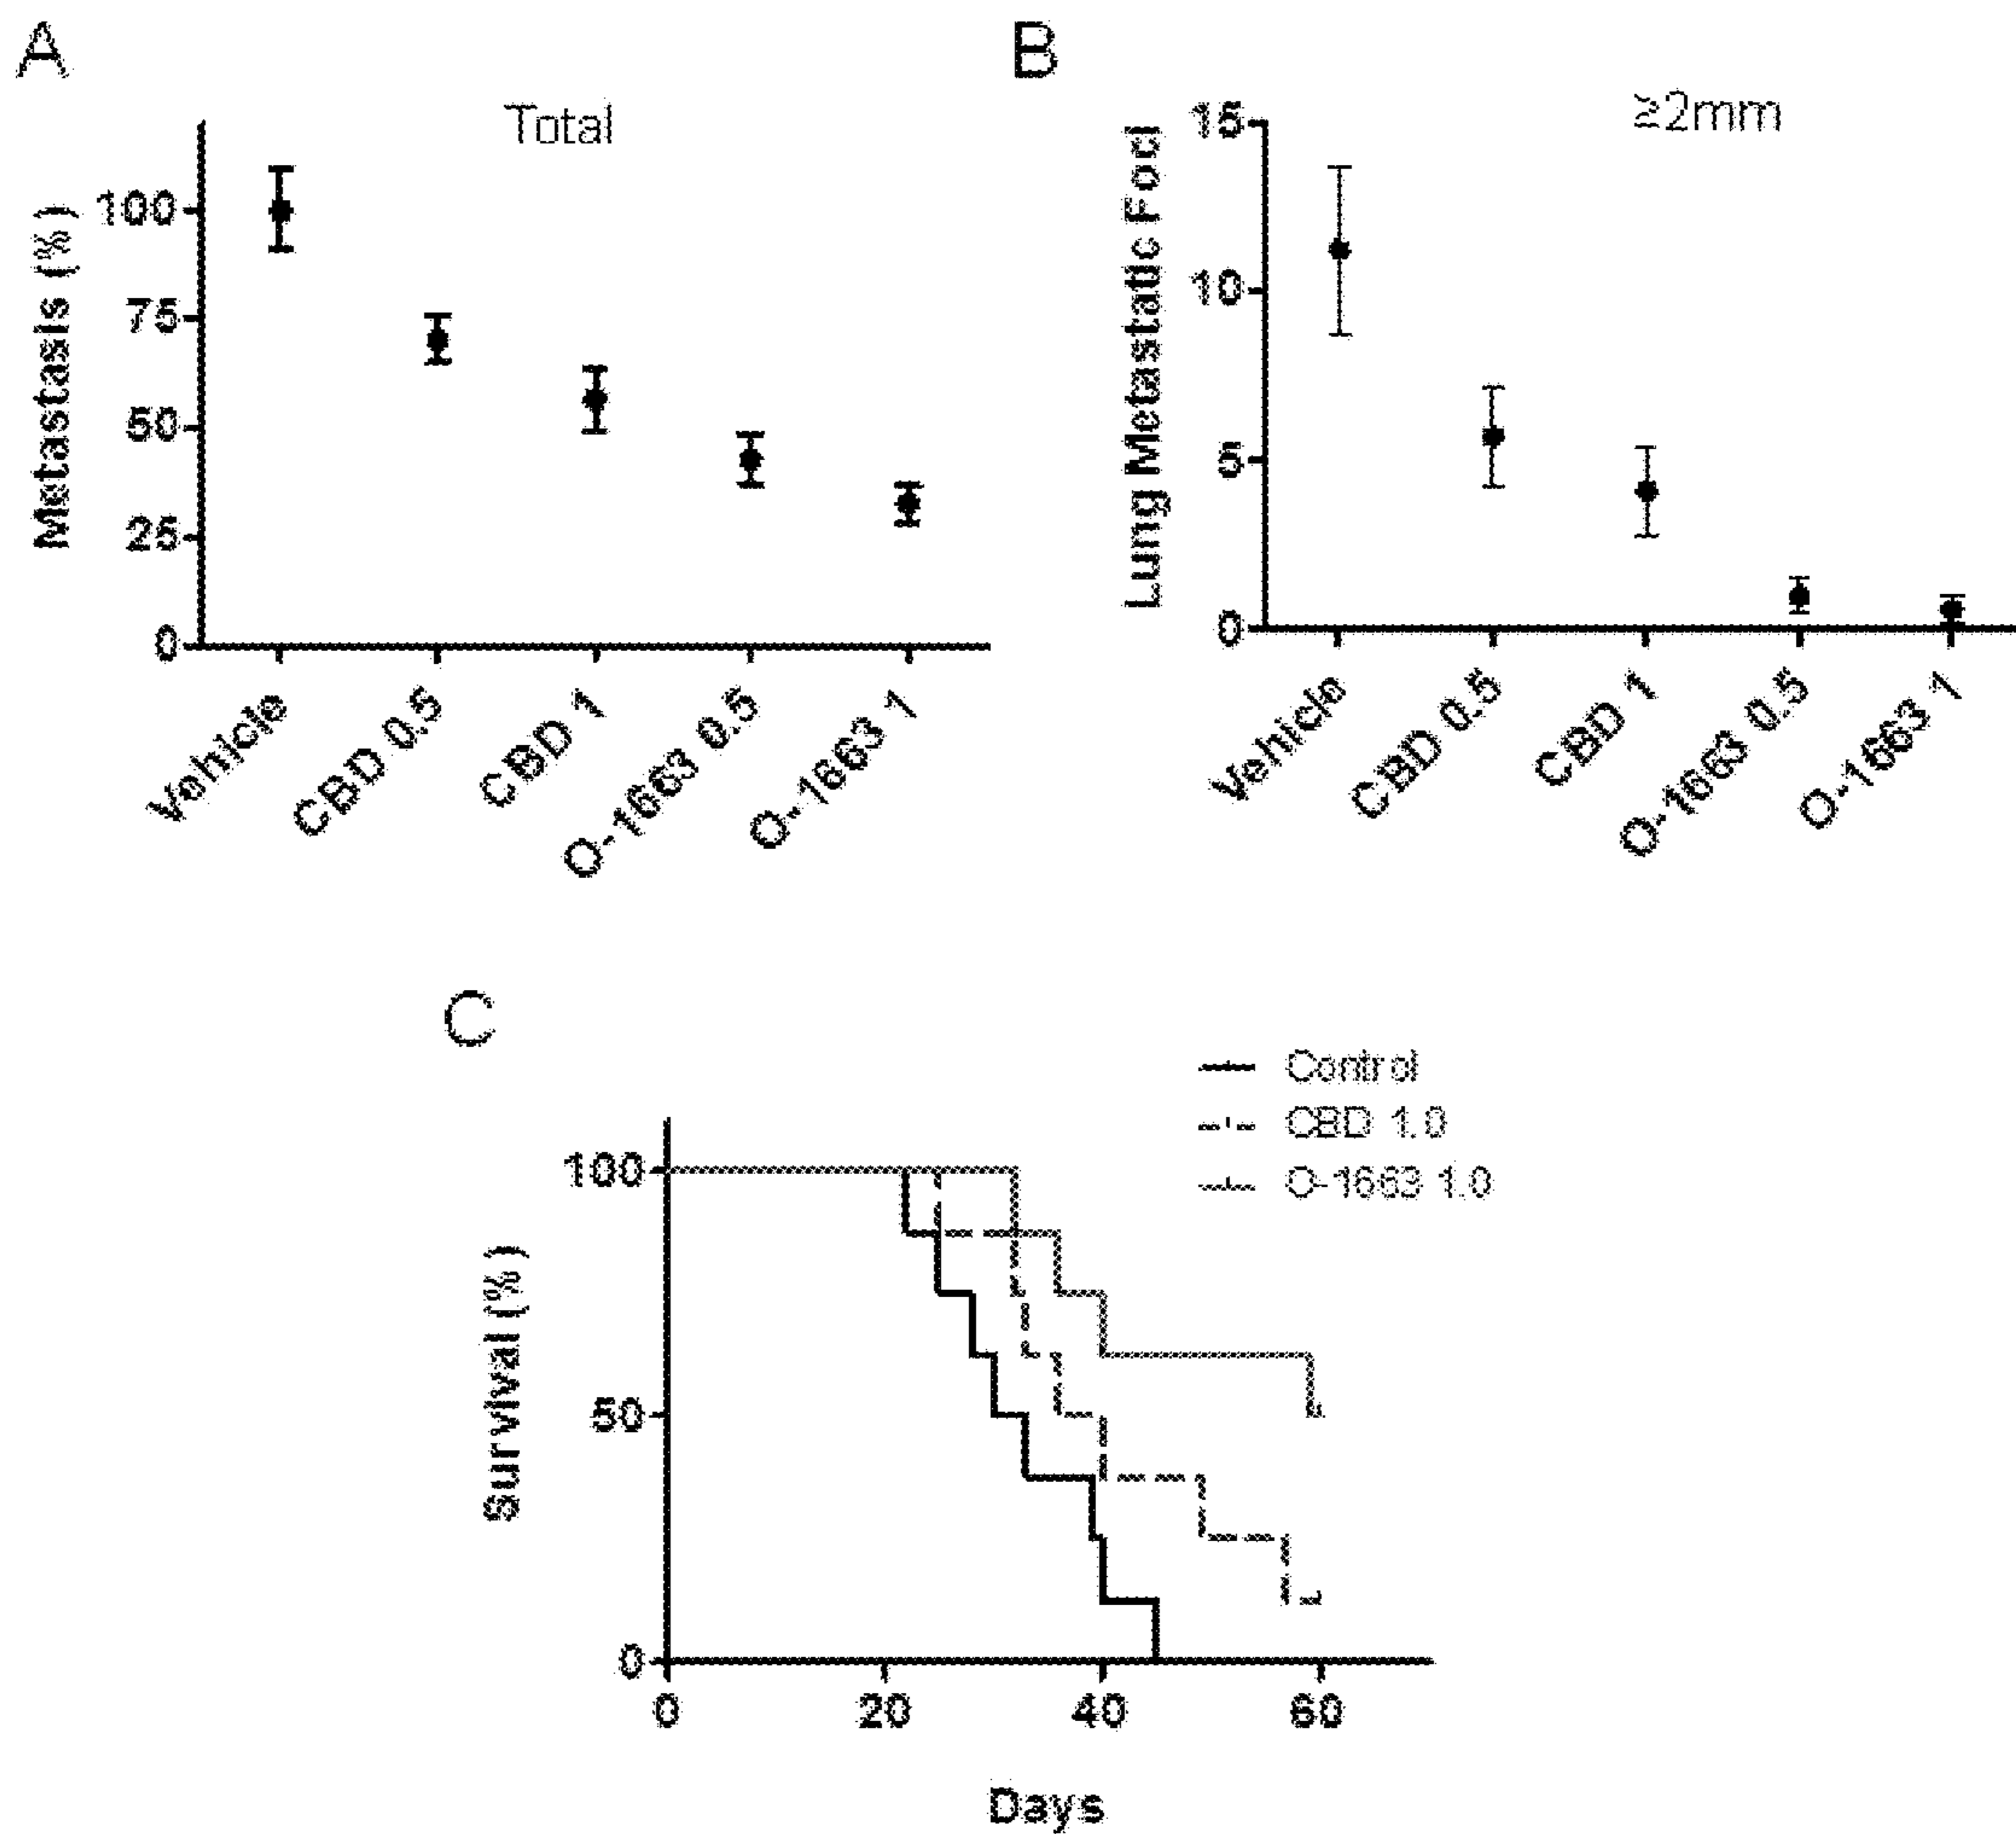 A
Total
Metastasis (%)
100
75
50
25
0
Vehicle
CBD 0.5
CBD 1
O-1663 0.5
O-1663 1
B
≧2mm
Lung Metastatic Foci
15
10
5
0
Vehicle
CBD 0.5
CBD 1
O-1663 0.5
O-1663 1
C
Control
CBD 1.0
O-1663 1.0
Survival (%)
100
50
0
0 20 40 60
Days